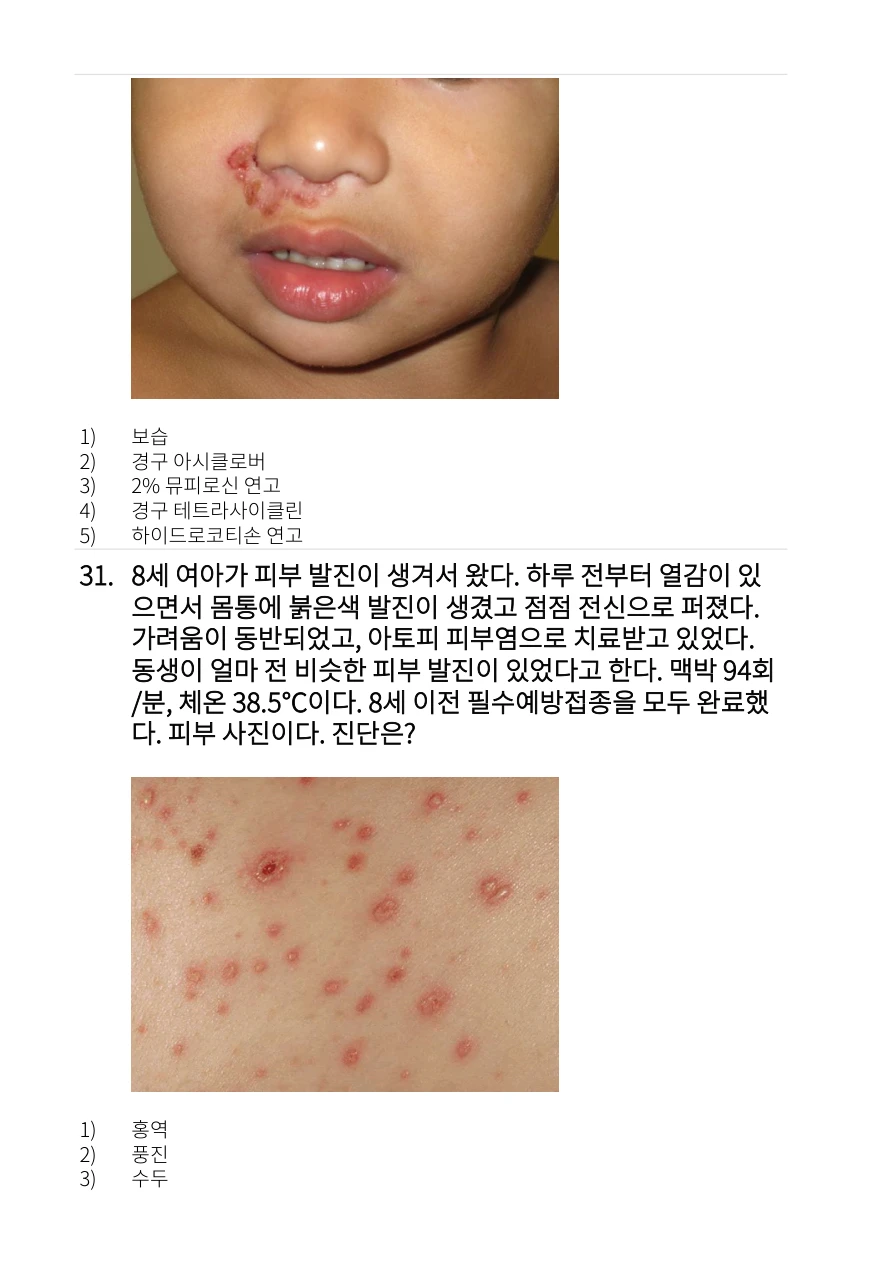 1) 보습
2) 경구 아시클로버
3) 2% 뮤피로신 연고
4) 경구 테트라사이클린
5) 하이드로코티손 연고
31. 8세 여아가 피부 발진이 생겨서 왔다. 하루 전부터 열감이 있
으면서 몸통에 붉은색 발진이 생겼고 점점 전신으로 퍼졌다.
가려움이 동반되었고, 아토피 피부염으로 치료받고 있었다.
동생이 얼마 전 비슷한 피부 발진이 있었다고 한다. 맥박 94회
/분, 체온 38.5℃이다. 8세 이전 필수예방접종을 모두 완료했
다. 피부 사진이다. 진단은?
1) 홍역
2) 풍진
3) 수두